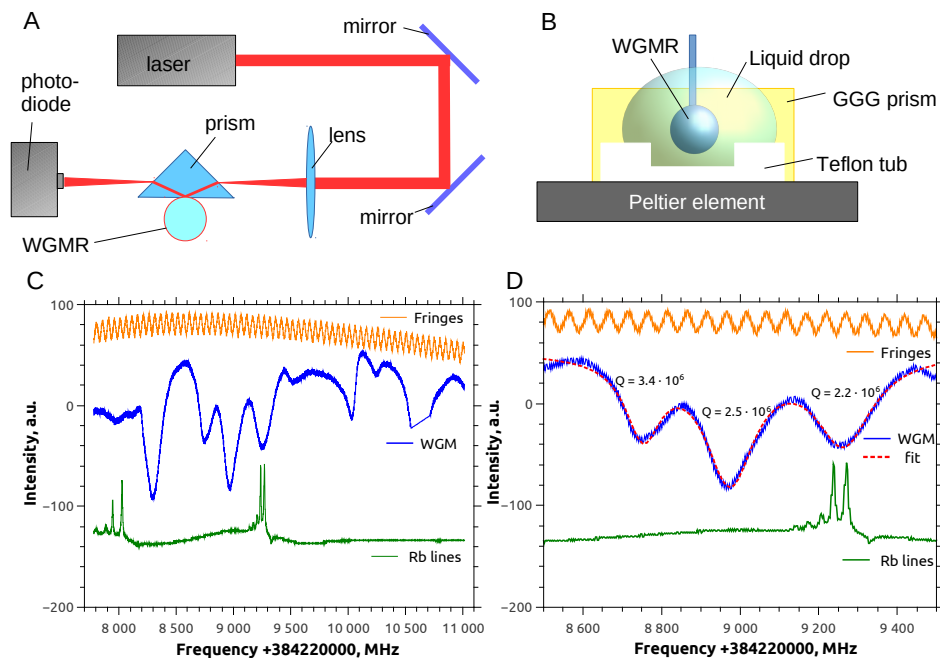 A
mirror
laser
photo-
diode
prism
lens
WGMR
mirror
B
WGMR
Liquid drop
GGG prism
Teflon tub
Peltier element
C
100
0
−100
−200
Intensity, a.u.
Fringes
WGM
Rb lines
8 000
8 500
9 000
9 500
10 000
10 500
11 000
Frequency +384220000, MHz
D
100
0
−100
−200
Intensity, a.u.
Fringes
Q = 3.4 · 10⁶
Q = 2.5 · 10⁶
Q = 2.2 · 10⁶
WGM
fit
Rb lines
8 600
8 800
9 000
9 200
9 400
Frequency +384220000, MHz